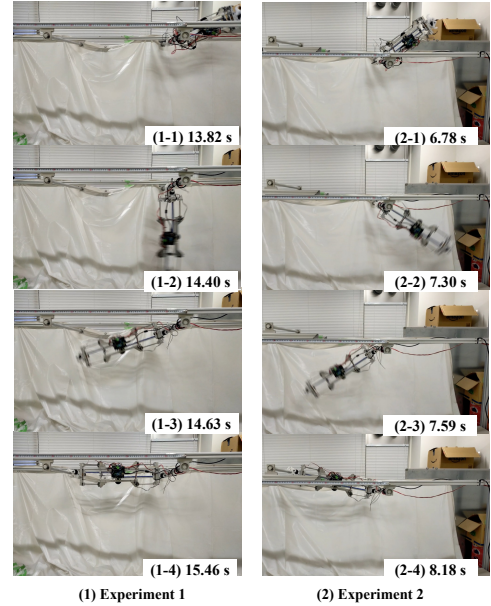 (1-1) 13.82 s
(1-2) 14.40 s
(1-3) 14.63 s
(1-4) 15.46 s
(1) Experiment 1
(2-1) 6.78 s
(2-2) 7.30 s
(2-3) 7.59 s
(2-4) 8.18 s
(2) Experiment 2